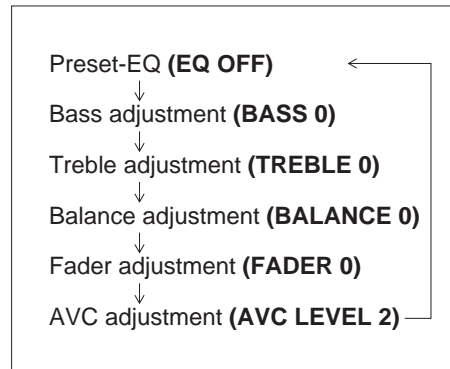 Preset-EQ (EQ OFF)
Bass adjustment (BASS 0)
Treble adjustment (TREBLE 0)
Balance adjustment (BALANCE 0)
Fader adjustment (FADER 0)
AVC adjustment (AVC LEVEL 2)